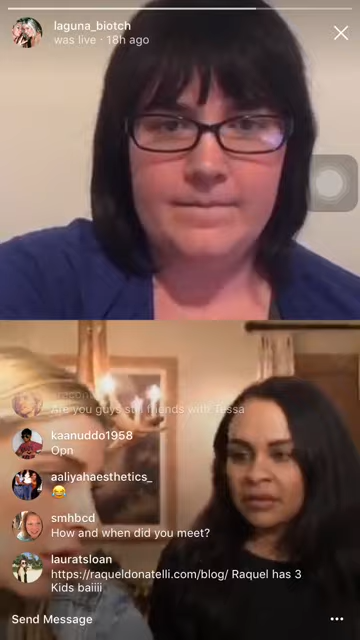 laguna_biotch
was live · 18h ago
Are you guys still friends with Tessa
kaanuddo1958
Opn
aaliyahaesthetics_
😂
smhbcd
How and when did you meet?
lauratsloan
https://raqueldonatelli.com/blog/ Raquel has 3
Kids baiiii
Send Message